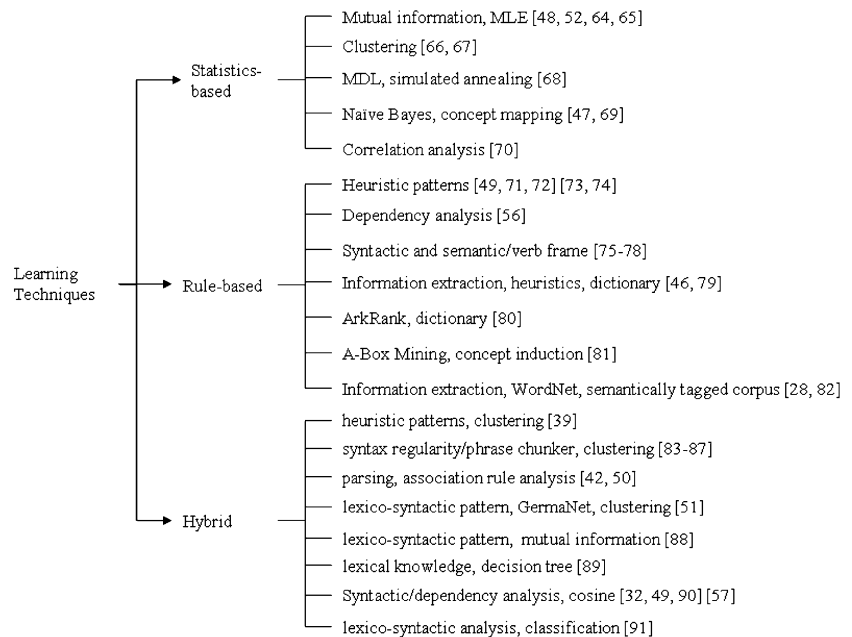 Learning
Techniques
Statistics-
based
Mutual information, MLE [48, 52, 64, 65]
Clustering [66, 67]
MDL, simulated annealing [68]
Naïve Bayes, concept mapping [47, 69]
Correlation analysis [70]
Rule-based
Heuristic patterns [49, 71, 72] [73, 74]
Dependency analysis [56]
Syntactic and semantic/verb frame [75-78]
Information extraction, heuristics, dictionary [46, 79]
ArkRank, dictionary [80]
A-Box Mining, concept induction [81]
Information extraction, WordNet, semantically tagged corpus [28, 82]
Hybrid
heuristic patterns, clustering [39]
syntax regularity/phrase chunker, clustering [83-87]
parsing, association rule analysis [42, 50]
lexico-syntactic pattern, GermaNet, clustering [51]
lexico-syntactic pattern, mutual information [88]
lexical knowledge, decision tree [89]
Syntactic/dependency analysis, cosine [32, 49, 90] [57]
lexico-syntactic analysis, classification [91]